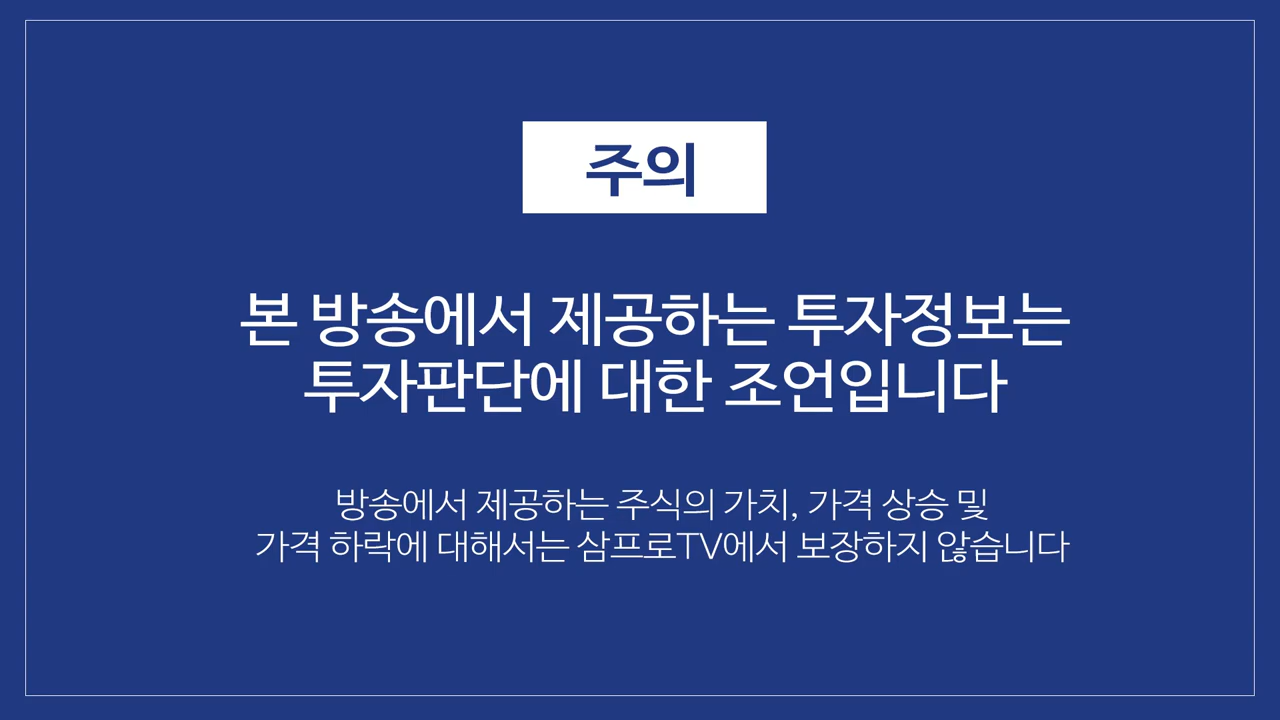 주의
본 방송에서 제공하는 투자정보는
투자판단에 대한 조언입니다
방송에서 제공하는 주식의 가치, 가격 상승 및
가격 하락에 대해서는 삼프로TV에서 보장하지 않습니다